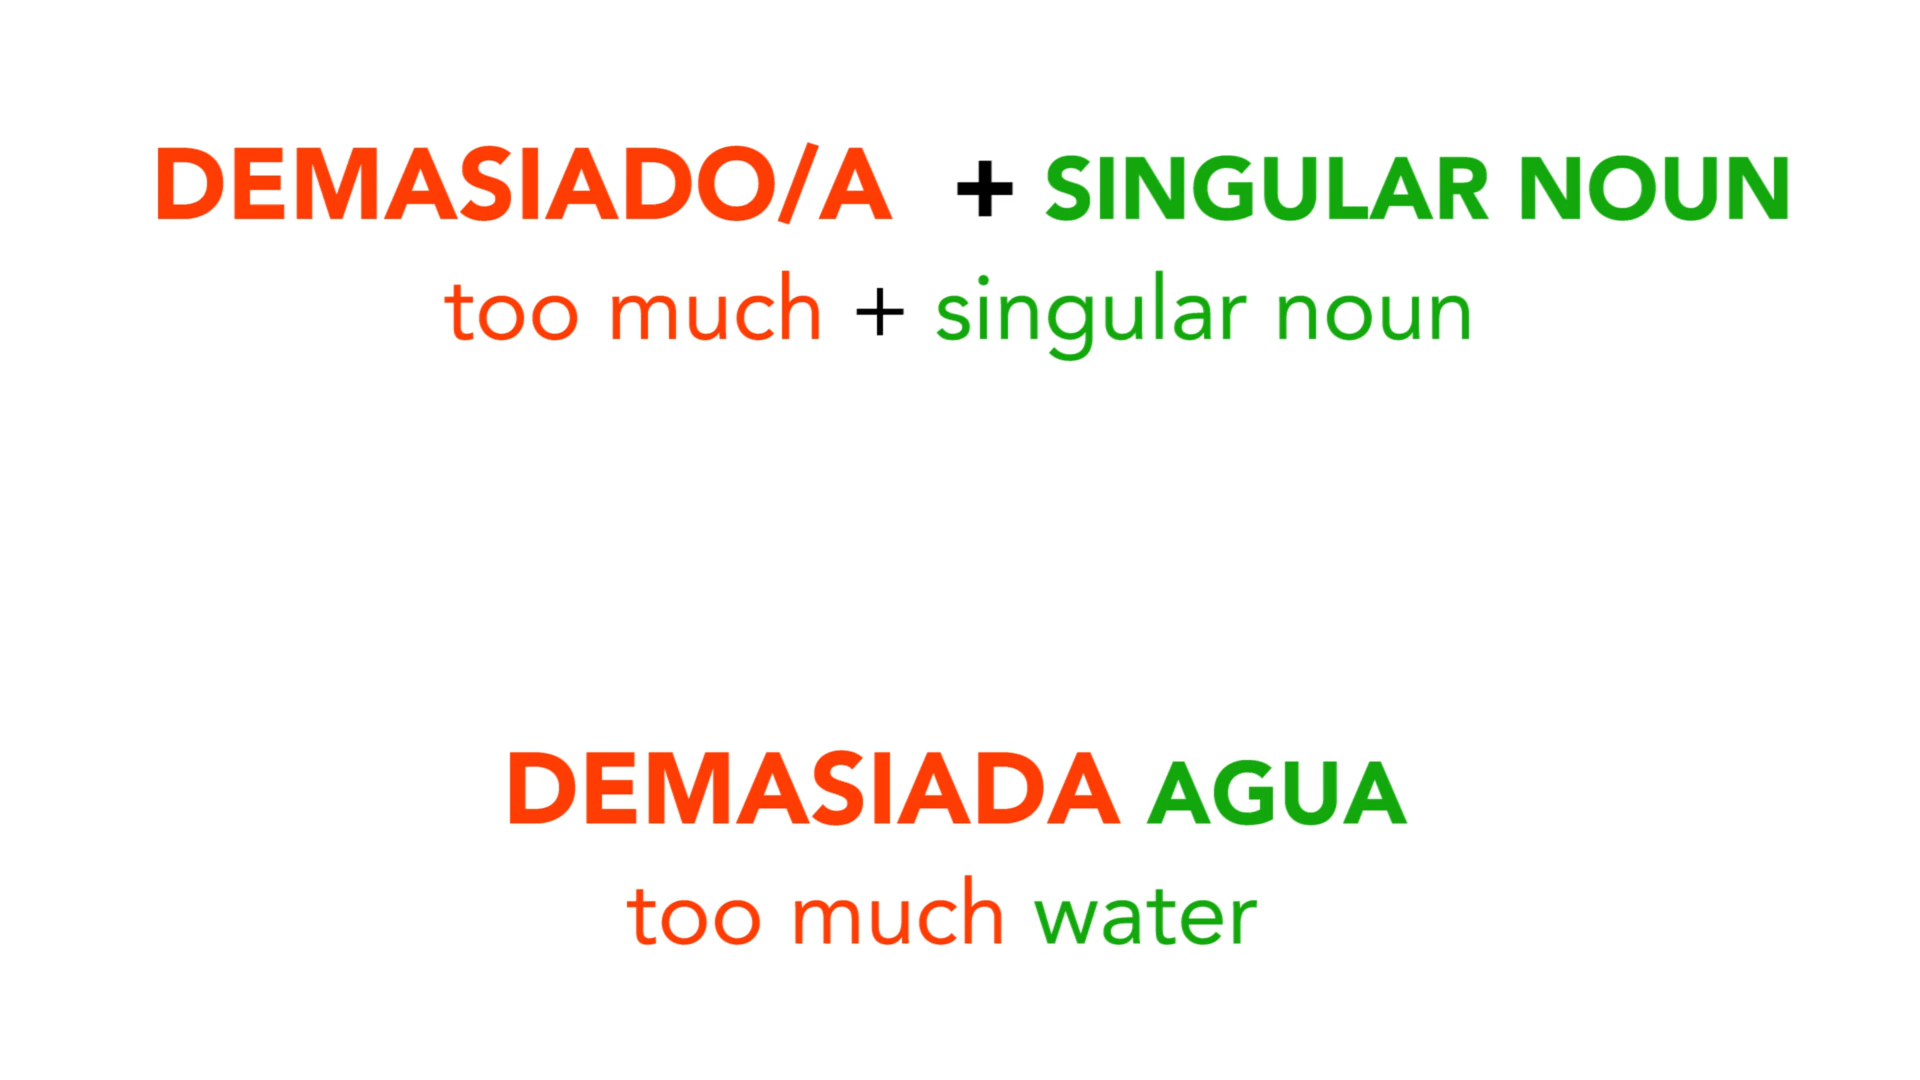 DEMASIADO/A + SINGULAR NOUN
too much + singular noun
DEMASIADA AGUA
too much water